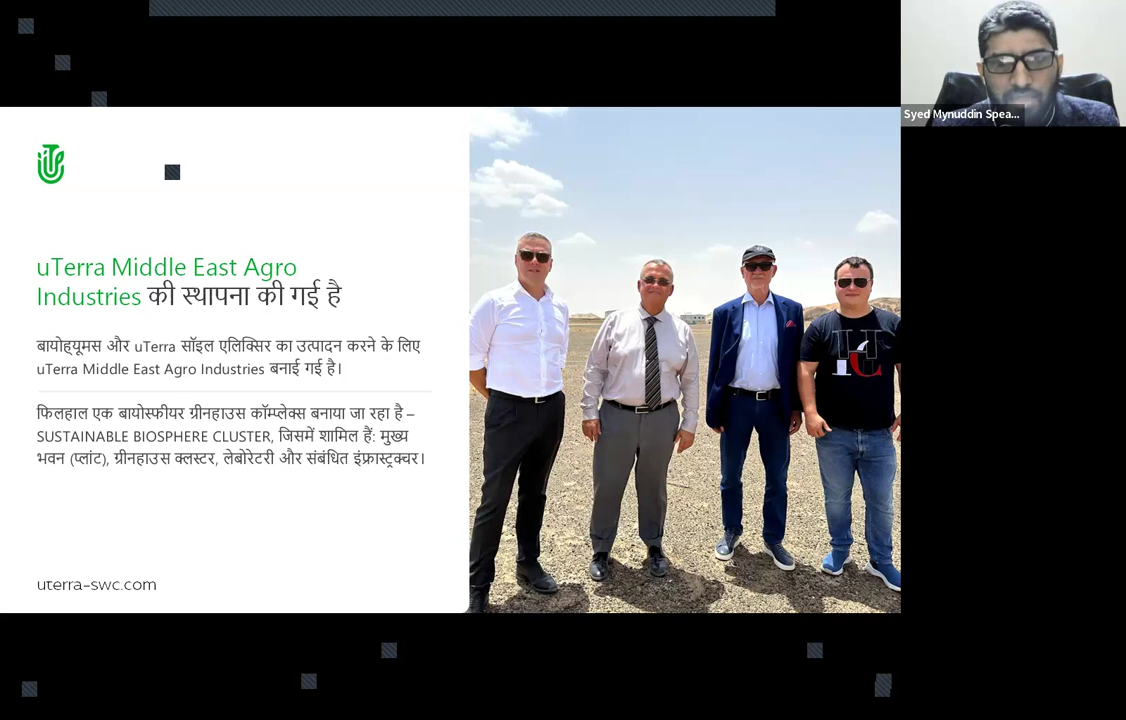 uTerra Middle East Agro
Industries की स्थापना की गई है
बायोह्यूमस और uTerra सॉइल एलिक्सिर का उत्पादन करने के लिए
uTerra Middle East Agro Industries बनाई गई है।
फिलहाल एक बायोस्फीयर ग्रीनहाउस कॉम्प्लेक्स बनाया जा रहा है –
SUSTAINABLE BIOSPHERE CLUSTER, जिसमें शामिल हैं: मुख्य
भवन (प्लांट), ग्रीनहाउस क्लस्टर, लेबोरेटरी और संबंधित इंफ्रास्ट्रक्चर।
uterra-swc.com
Syed Mynuddin Spea...